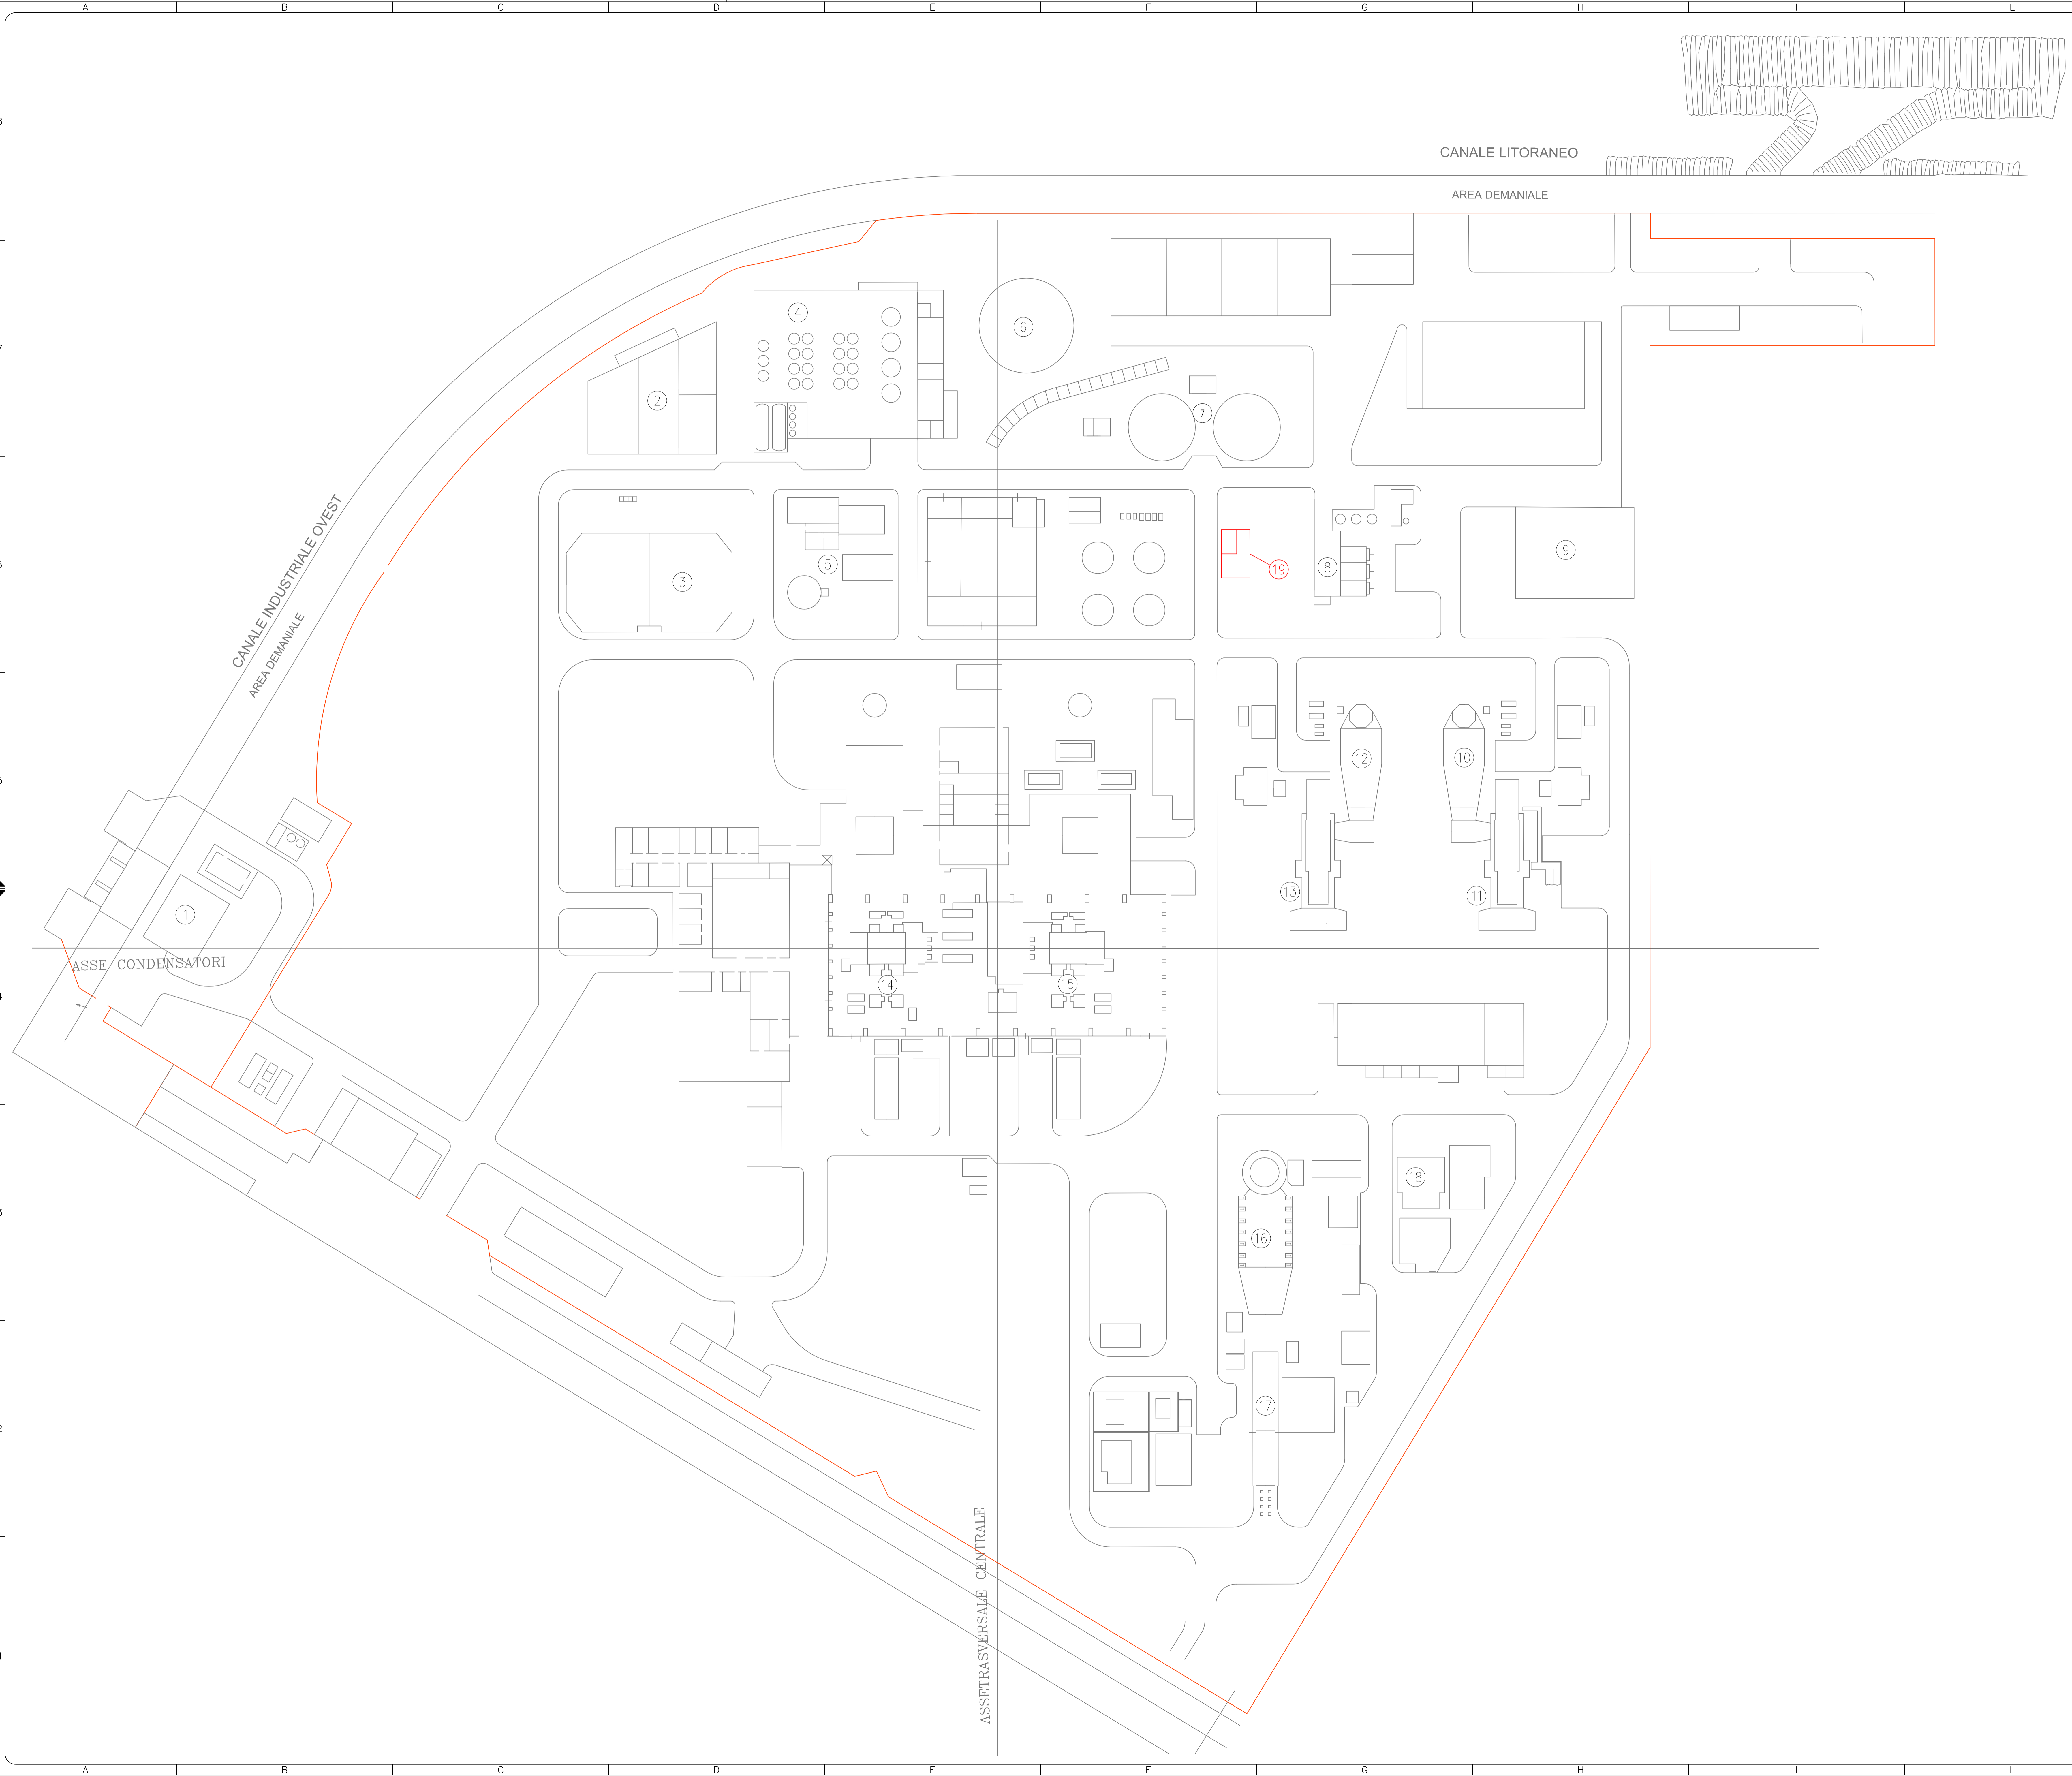 A B C D E F G H I L
CANALE LITORANEO
AREA DEMANIALE
4
6
2
7
CANALE INDUSTRIALE OVEST
AREA DEMANIALE
3
5
19
8
9
12
10
13
11
1
ASSE CONDENSATORI
14
15
18
16
17
ASSETRASVERSALE CENTRALE
A B C D E F G H I L